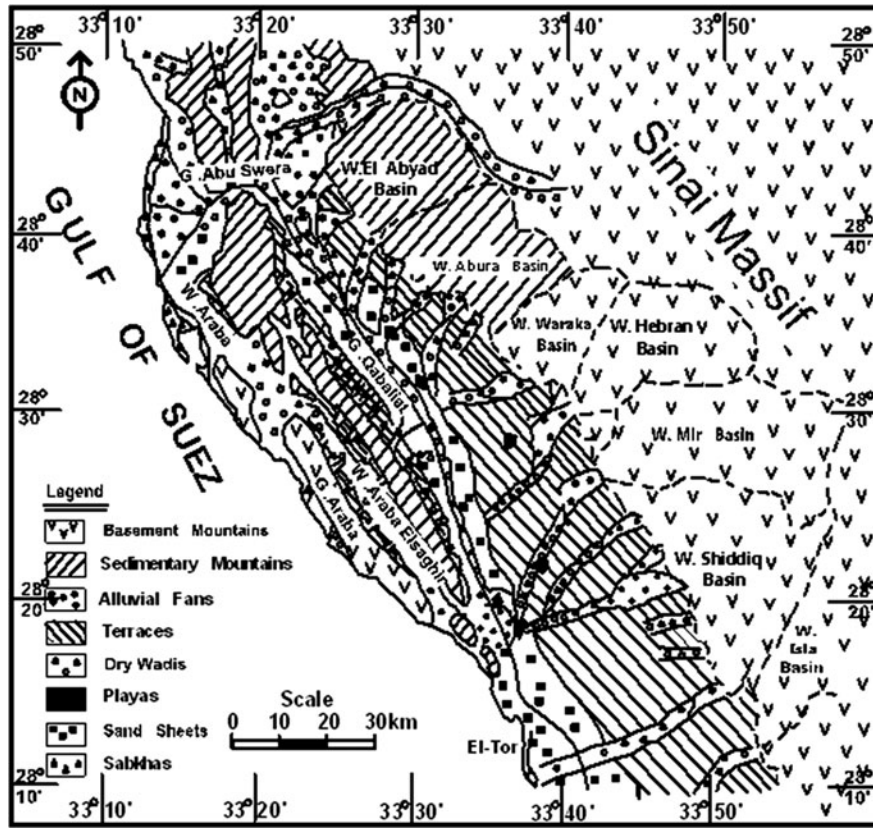 33° 10' 33° 20' 33° 30' 33° 40' 33° 50'
28° 50'
28° 50'
N
Sinai Massif
G .Abu Swera
W.El Abyad
Basin
GULF OF SUEZ
28° 40'
28° 40'
W. Abura Basin
W. Araba
W. Waraka
Basin
W. Hebran
Basin
G .Qabaliat
28° 30'
28° 30'
W. Mir Basin
G .Araba
W.Araba Elsaghir
Legend
Basement Mountains
Sedimentary Mountains
Alluvial Fans
Terraces
Dry Wadis
Playas
Sand Sheets
Sabkhas
W. Shiddiq
Basin
28° 20'
28° 20'
W.
Isla
Basin
Scale
0 10 20 30km
El-Tor
28° 10'
28° 10'
33° 10' 33° 20' 33° 30' 33° 40' 33° 50'